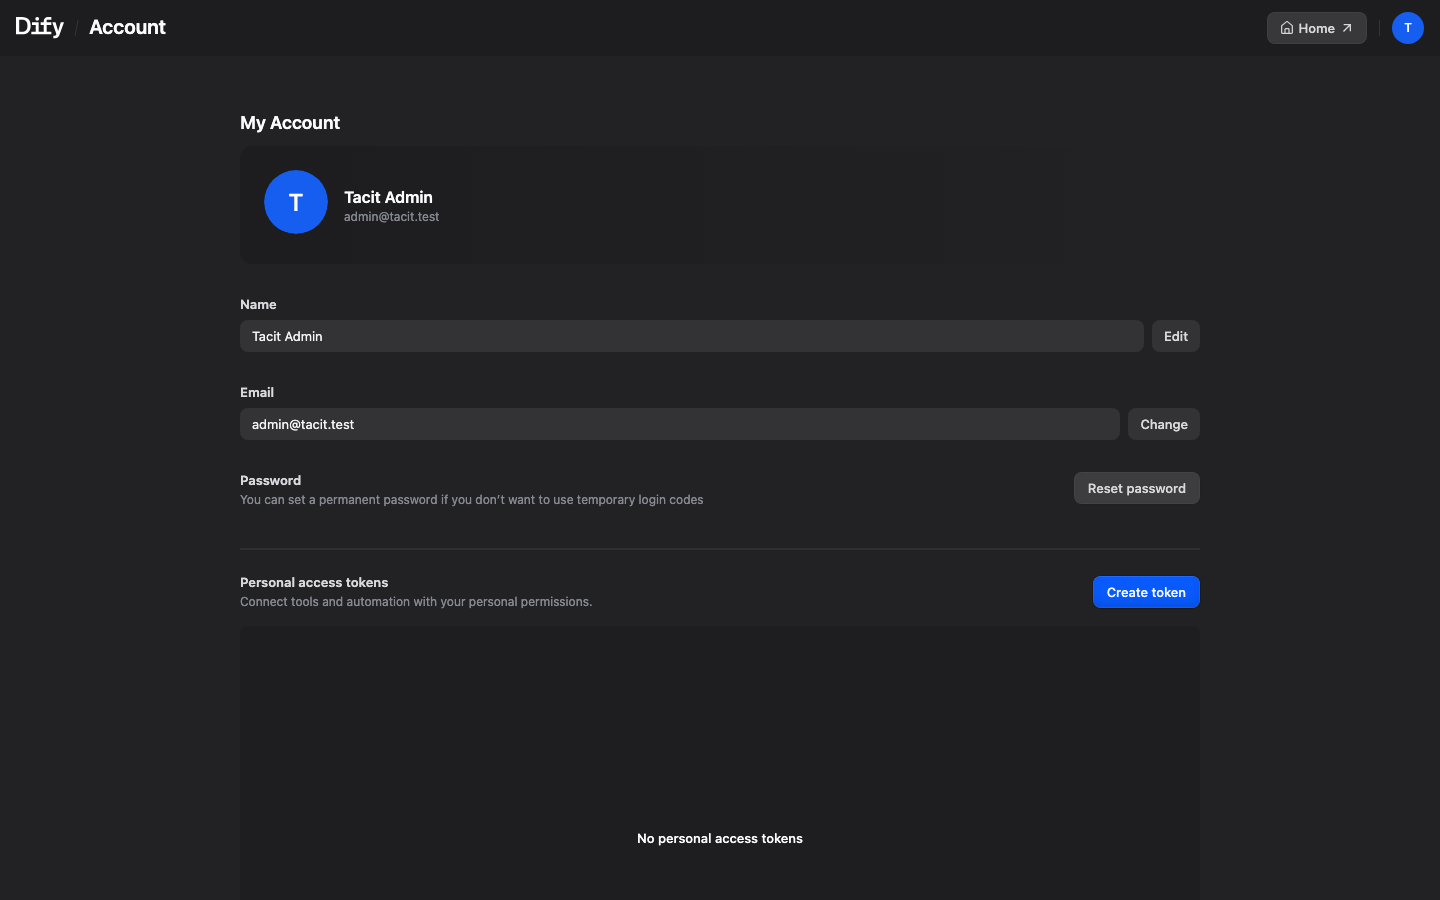 Dify / Account
Home
T
My Account
T
Tacit Admin
admin@tacit.test
Name
Tacit Admin
Edit
Email
admin@tacit.test
Change
Password
You can set a permanent password if you don’t want to use temporary login codes
Reset password
Personal access tokens
Connect tools and automation with your personal permissions.
Create token
No personal access tokens